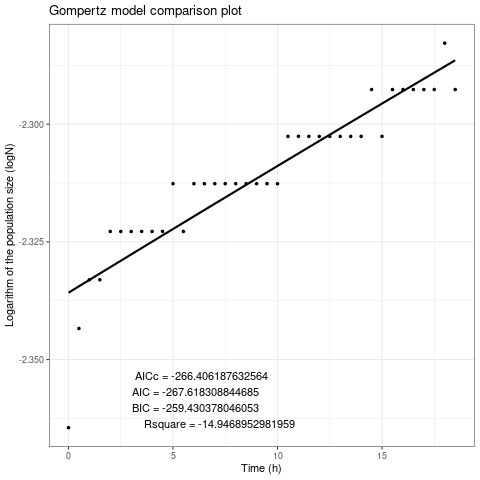 Gompertz model comparison plot
Logarithm of the population size (logN)
-2.300
-2.325
-2.350
AICc = -266.406187632564
AIC = -267.618308844685
BIC = -259.430378046053
Rsquare = -14.9468952981959
0 5 10 15
Time (h)